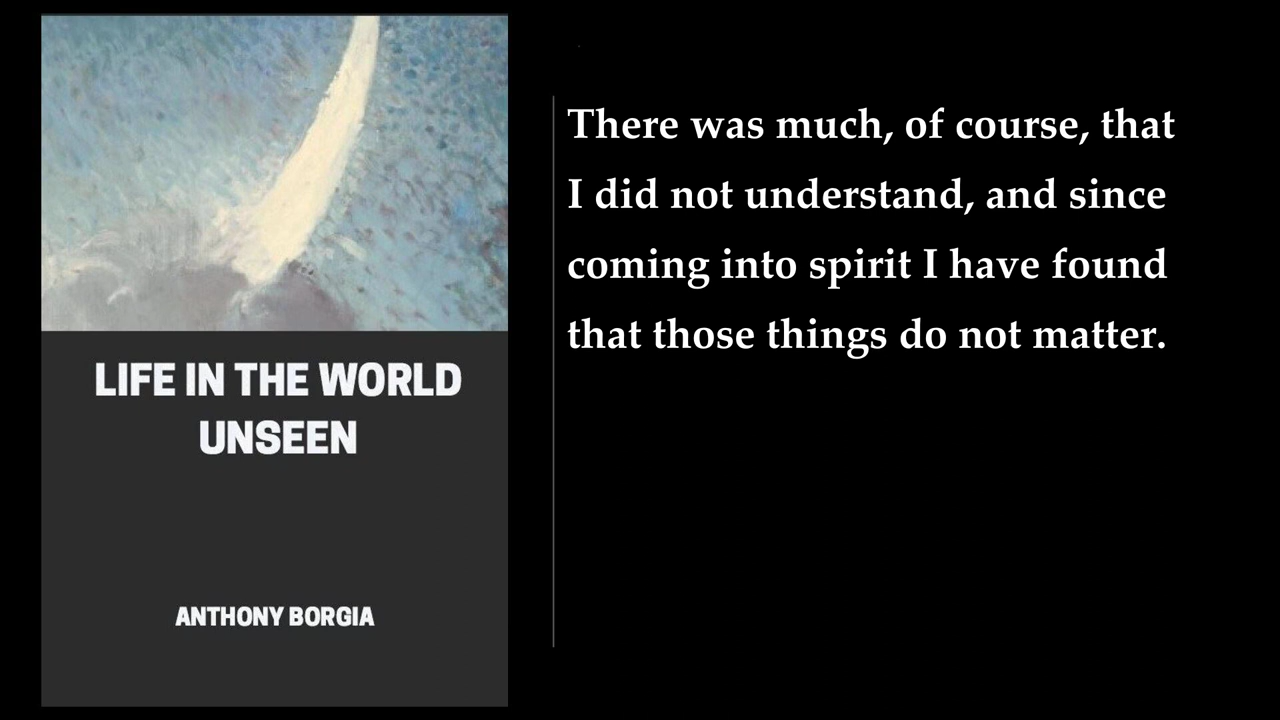 LIFE IN THE WORLD
UNSEEN
ANTHONY BORGIA
There was much, of course, that
I did not understand, and since
coming into spirit I have found
that those things do not matter.